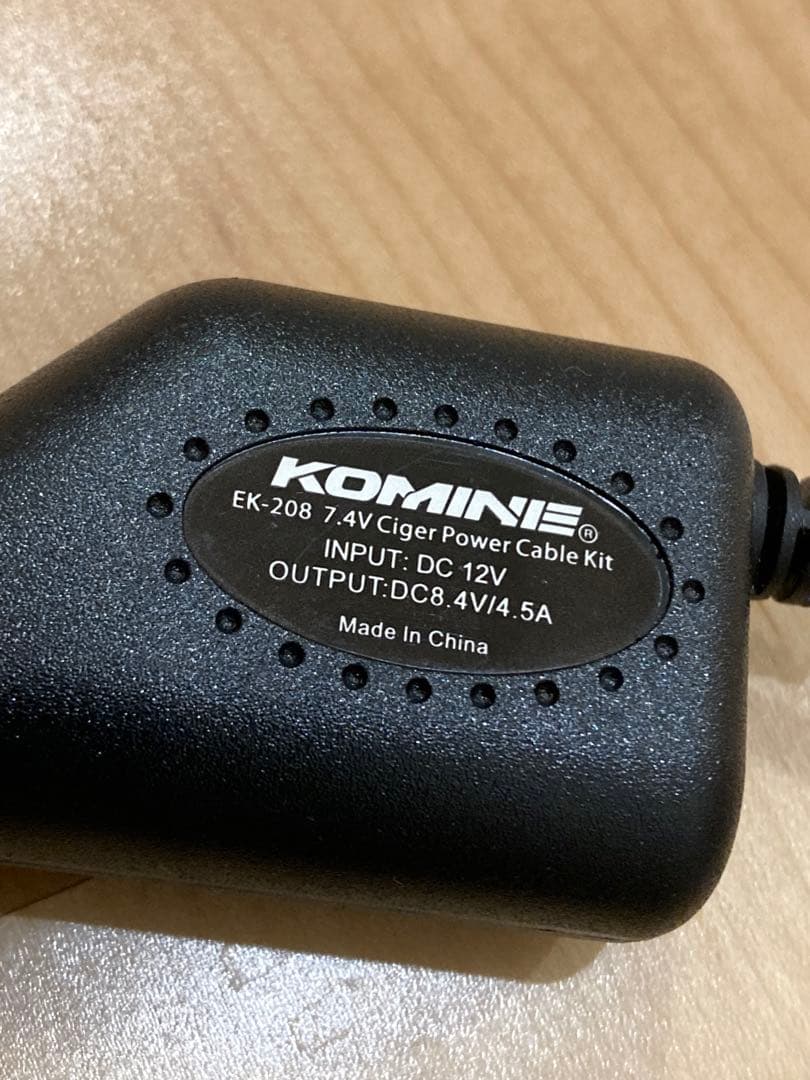 KOMINE®
EK-208 7.4V Ciger Power Cable Kit
INPUT: DC 12V
OUTPUT:DC8.4V/4.5A
Made In China